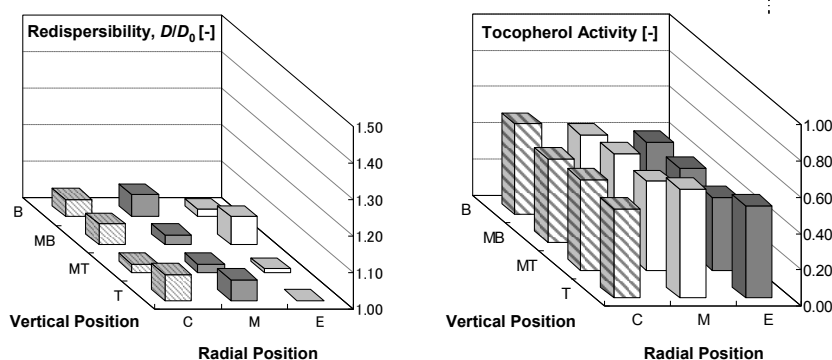 Redispersibility, D/D0 [-]
1.50
1.40
1.30
1.20
1.10
1.00
B
MB
MT
T
Vertical Position
C M E
Radial Position
Tocopherol Activity [-]
1.00
0.80
0.60
0.40
0.20
0.00
B
MB
MT
T
Vertical Position
C M E
Radial Position